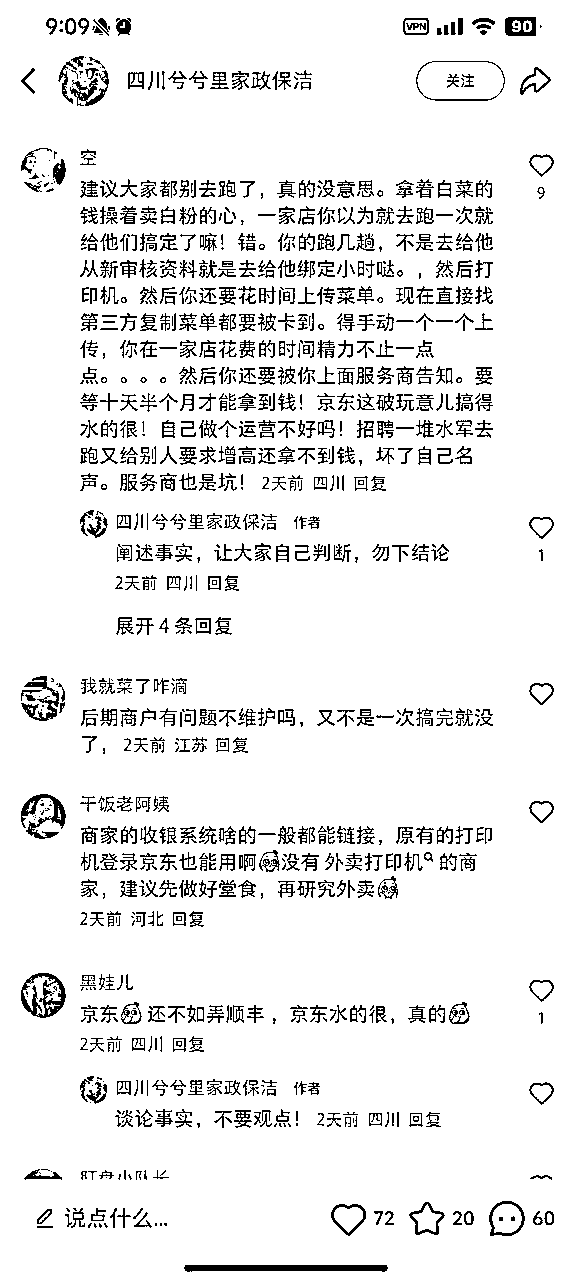 9:09
VPN
90
四川兮兮里家政保洁
关注
空
建议大家都别去跑了，真的没意思。拿着白菜的
钱操着卖白粉的心，一家店你以为就去跑一次就
给他们搞定了嘛！错。你的跑几趟，不是去给他
从新审核资料就是去给他绑定小时哒。，然后打
印机。然后你还要花时间上传菜单。现在直接找
第三方复制菜单都要被卡到。得手动一个一个上
传，你在一家店花费的时间精力不止一点
点。。。。然后你还要被你上面服务商告知。要
等十天半个月才能拿到钱！京东这破玩意儿搞得
水的很！自己做个运营不好吗！招聘一堆水军去
跑又给别人要求增高还拿不到钱，坏了自己名
声。服务商也是坑！ 2天前 四川 回复
9
四川兮兮里家政保洁 作者
阐述事实，让大家自己判断，勿下结论
2天前 四川 回复
1
展开 4 条回复
我就菜了咋滴
后期商户有问题不维护吗，又不是一次搞完就没
了， 2天前 江苏 回复
干饭老阿姨
商家的收银系统啥的一般都能链接，原有的打印
机登录京东也能用啊没有 外卖打印机 的商
家，建议先做好堂食，再研究外卖
2天前 河北 回复
黑娃儿
京东 还不如弄顺丰 ，京东水的很，真的
2天前 四川 回复
1
四川兮兮里家政保洁 作者
谈论事实，不要观点！ 2天前 四川 回复
说点什么...
72
20
60